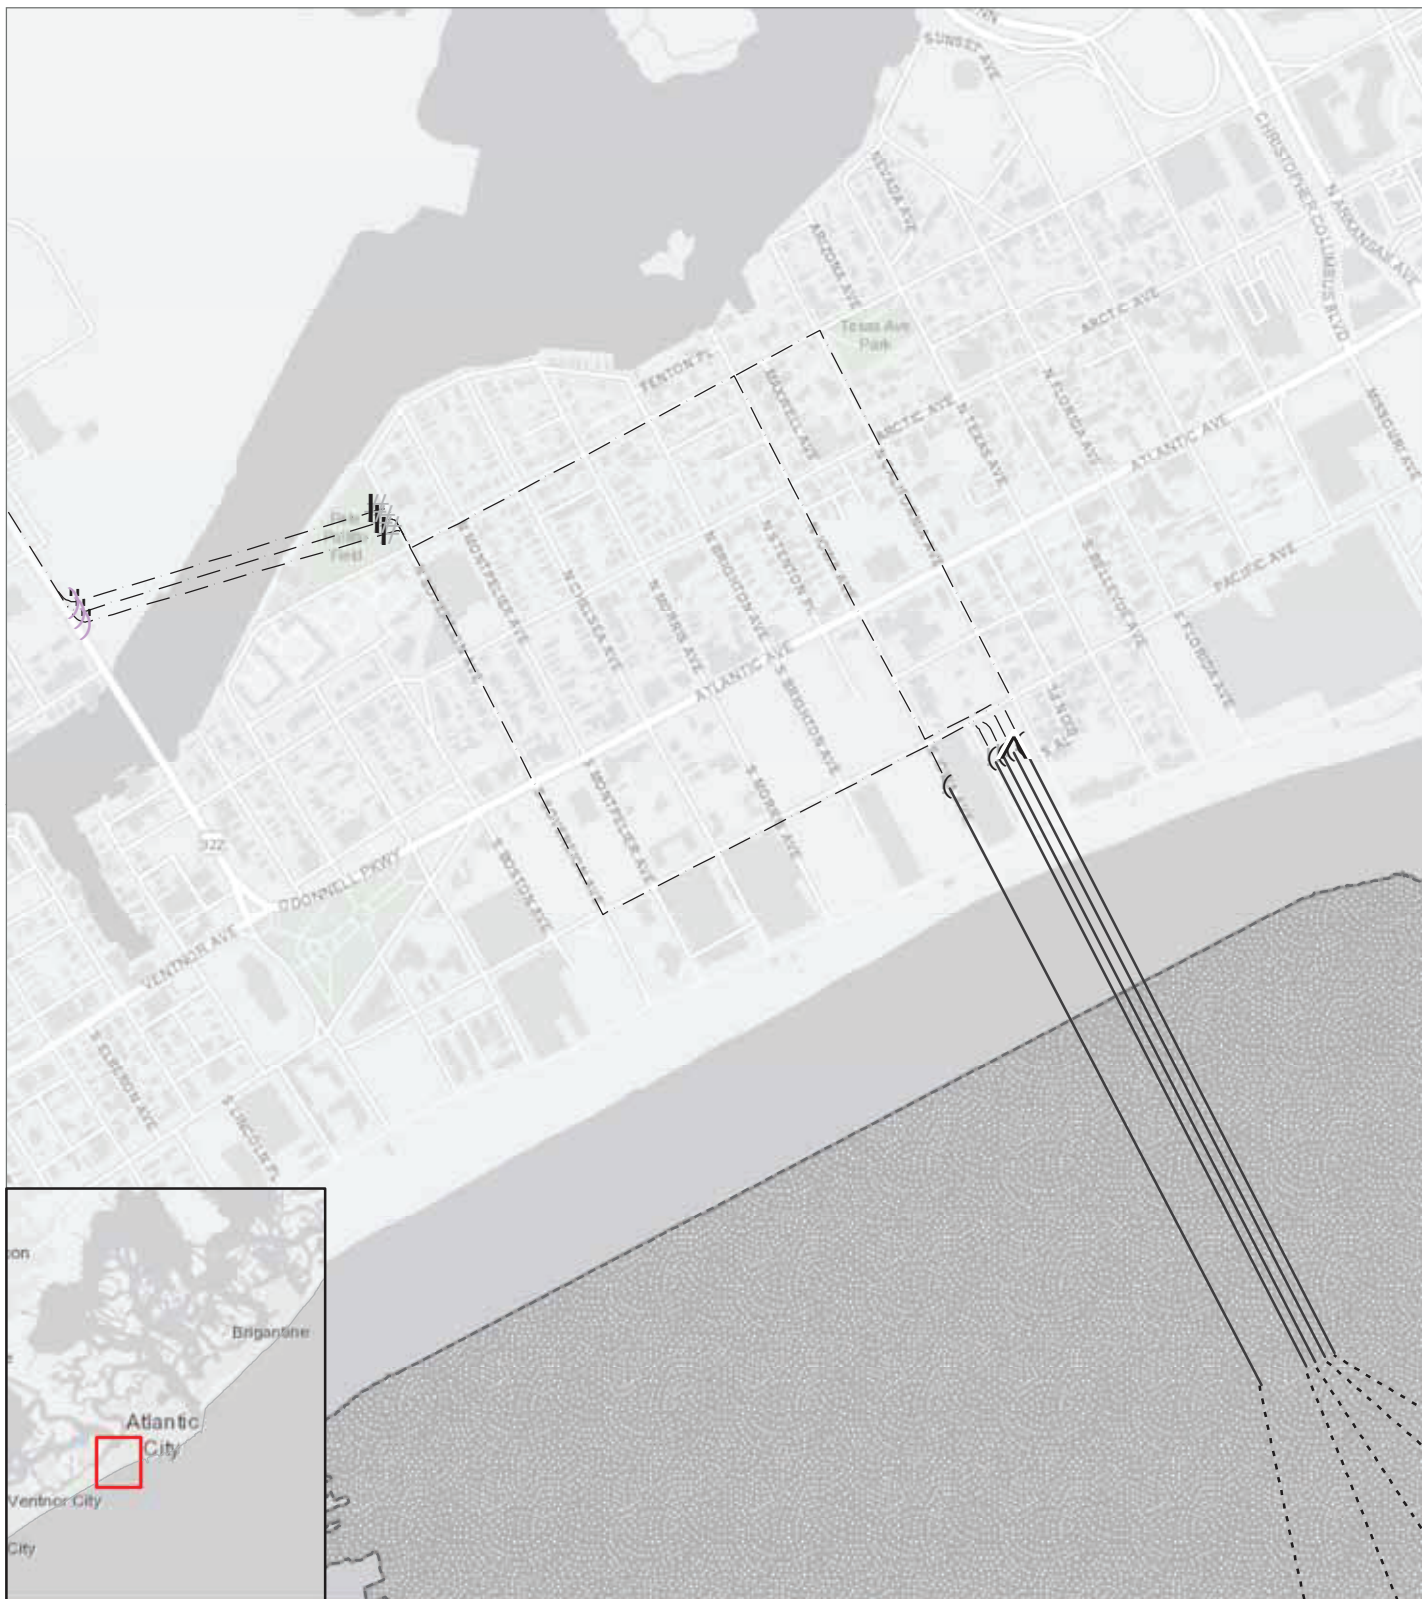 SUNSET AVE
CHRISTOPHER COLUMBUS BLVD
N ARKANSAS AVE
NEVADA AVE
ARIZONA AVE
ARCTIC AVE
Texas Ave
Park
FENTON PL
MAXWELL AVE
N FLORIDA AVE
MISSOURI AVE
ARCTIC AVE
N TEXAS AVE
ATLANTIC AVE
N MONTPELIER AVE
N CHELSEA AVE
N MORRIS AVE
N BRIGHTON AVE
N STENTON PL
S BELLEVUE AVE
PACIFIC AVE
S FLORIDA AVE
ATLANTIC AVE
S BRIGHTON AVE
S MORRIS AVE
S MONTPELIER AVE
S BOSTON AVE
322
O'DONNELL PKWY
VENTNOR AVE
S LINCOLN PL
Brigantine
Atlantic
City
Ventnor City
City